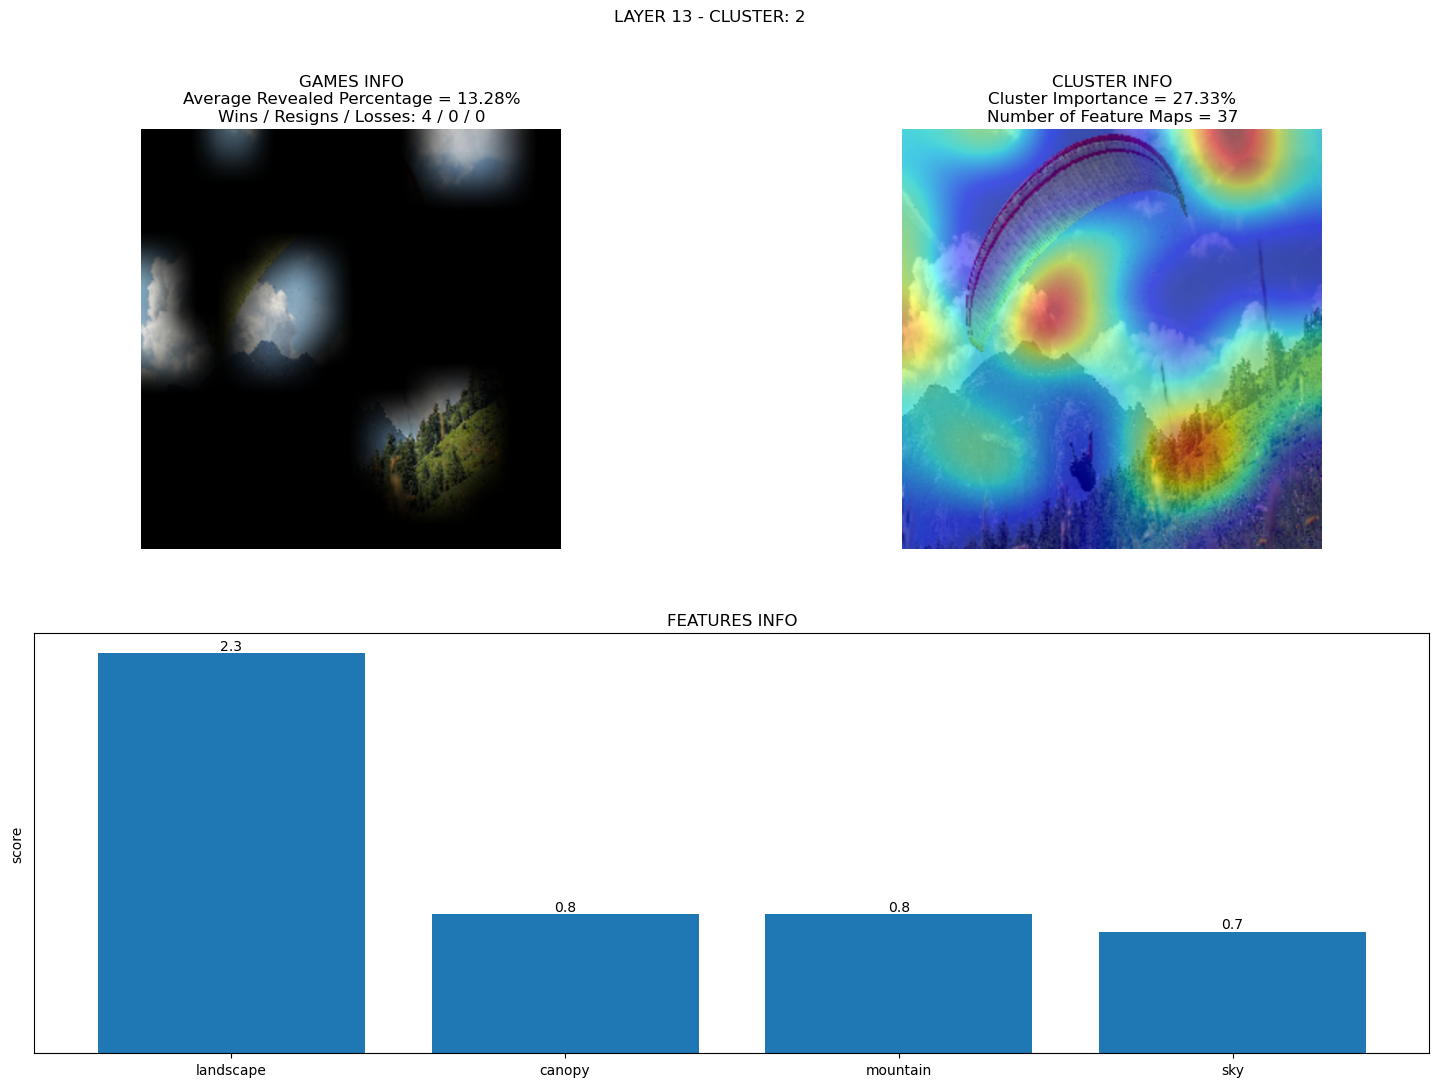 LAYER 13 - CLUSTER: 2
GAMES INFO
Average Revealed Percentage = 13.28%
Wins / Resigns / Losses: 4 / 0 / 0
CLUSTER INFO
Cluster Importance = 27.33%
Number of Feature Maps = 37
FEATURES INFO
score
2.3
0.8
0.8
0.7
landscape
canopy
mountain
sky